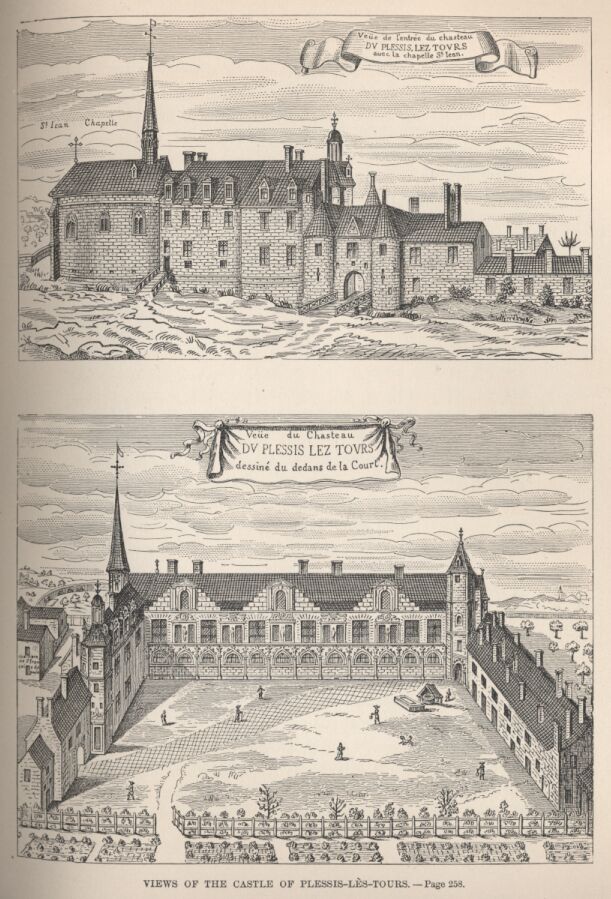 Veüe de l'entrée du chasteau
DV PLESSIS, LEZ TOVRS
avec la chapelle St. Iean.
St Iean Chapelle
Veüe du Chasteau
DV PLESSIS LEZ TOVRS
dessiné du dedans de la Court.
VIEWS OF THE CASTLE OF PLESSIS-LÈS-TOURS. — Page 258.